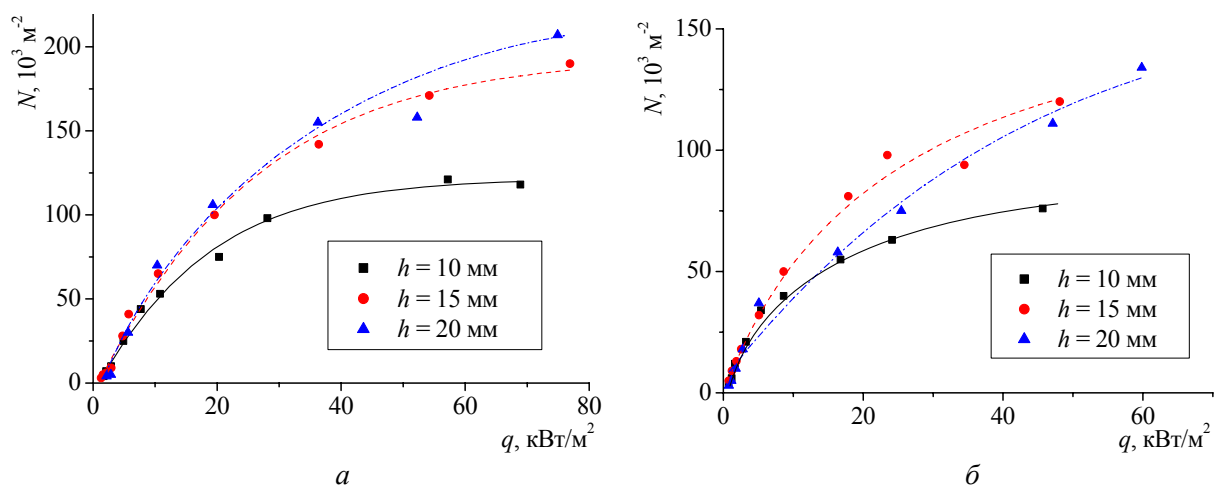 N, 10³ м⁻²
200
150
100
50
0
0 20 40 60 80
q, кВт/м²
h = 10 мм
h = 15 мм
h = 20 мм
а
N, 10³ м⁻²
150
100
50
0
0 20 40 60
q, кВт/м²
h = 10 мм
h = 15 мм
h = 20 мм
б